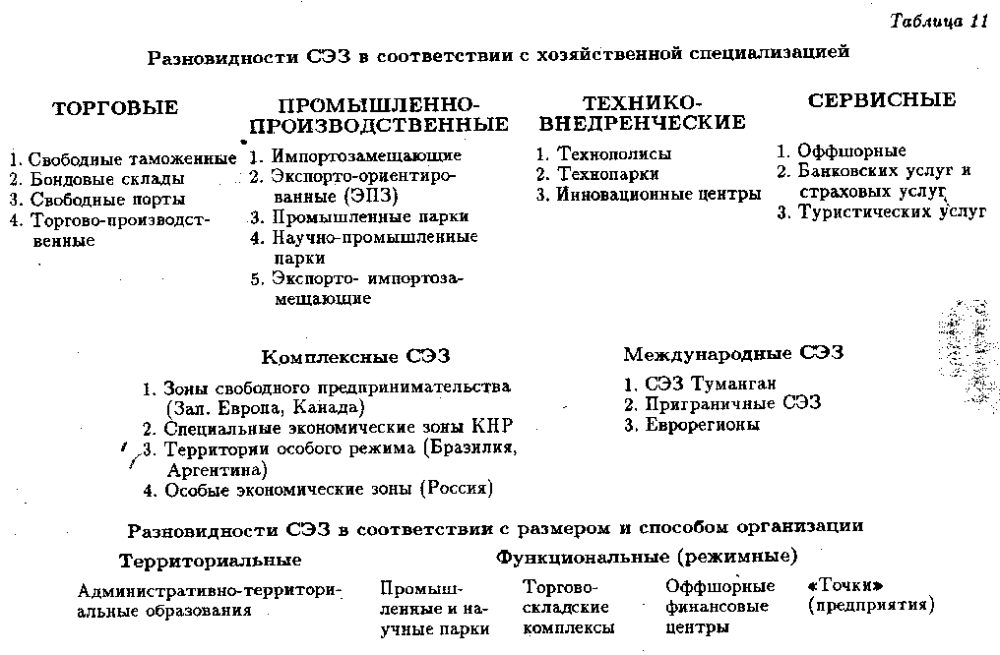 Таблица 11
Разновидности СЭЗ в соответствии с хозяйственной специализацией
ТОРГОВЫЕ
1. Свободные таможенные
2. Бондовые склады
3. Свободные порты
4. Торгово-производст-
венные
ПРОМЫШЛЕННО-
ПРОИЗВОДСТВЕННЫЕ
1. Импортозамещающие
2. Экспорто-ориентиро-
ванные (ЭПЗ)
3. Промышленные парки
4. Научно-промышленные
парки
5. Экспорто- импортоза-
мещающие
ТЕХНИКО-
ВНЕДРЕНЧЕСКИЕ
1. Технополисы
2. Технопарки
3. Инновационные центры
СЕРВИСНЫЕ
1. Оффшорные
2. Банковских услуг и
страховых услуг
3. Туристических услуг
Комплексные СЭЗ
1. Зоны свободного предпринимательства
(Зап. Европа, Канада)
2. Специальные экономические зоны КНР
3. Территории особого режима (Бразилия,
Аргентина)
4. Особые экономические зоны (Россия)
Международные СЭЗ
1. СЭЗ Туманган
2. Приграничные СЭЗ
3. Еврорегионы
Разновидности СЭЗ в соответствии с размером и способом организации
Территориальные
Административно-территори-
альные образования
Функциональные (режимные)
Промыш-
ленные и на-
учные парки
Торгово-
складские
комплексы
Оффшорные
финансовые
центры
«Точки»
(предприятия)